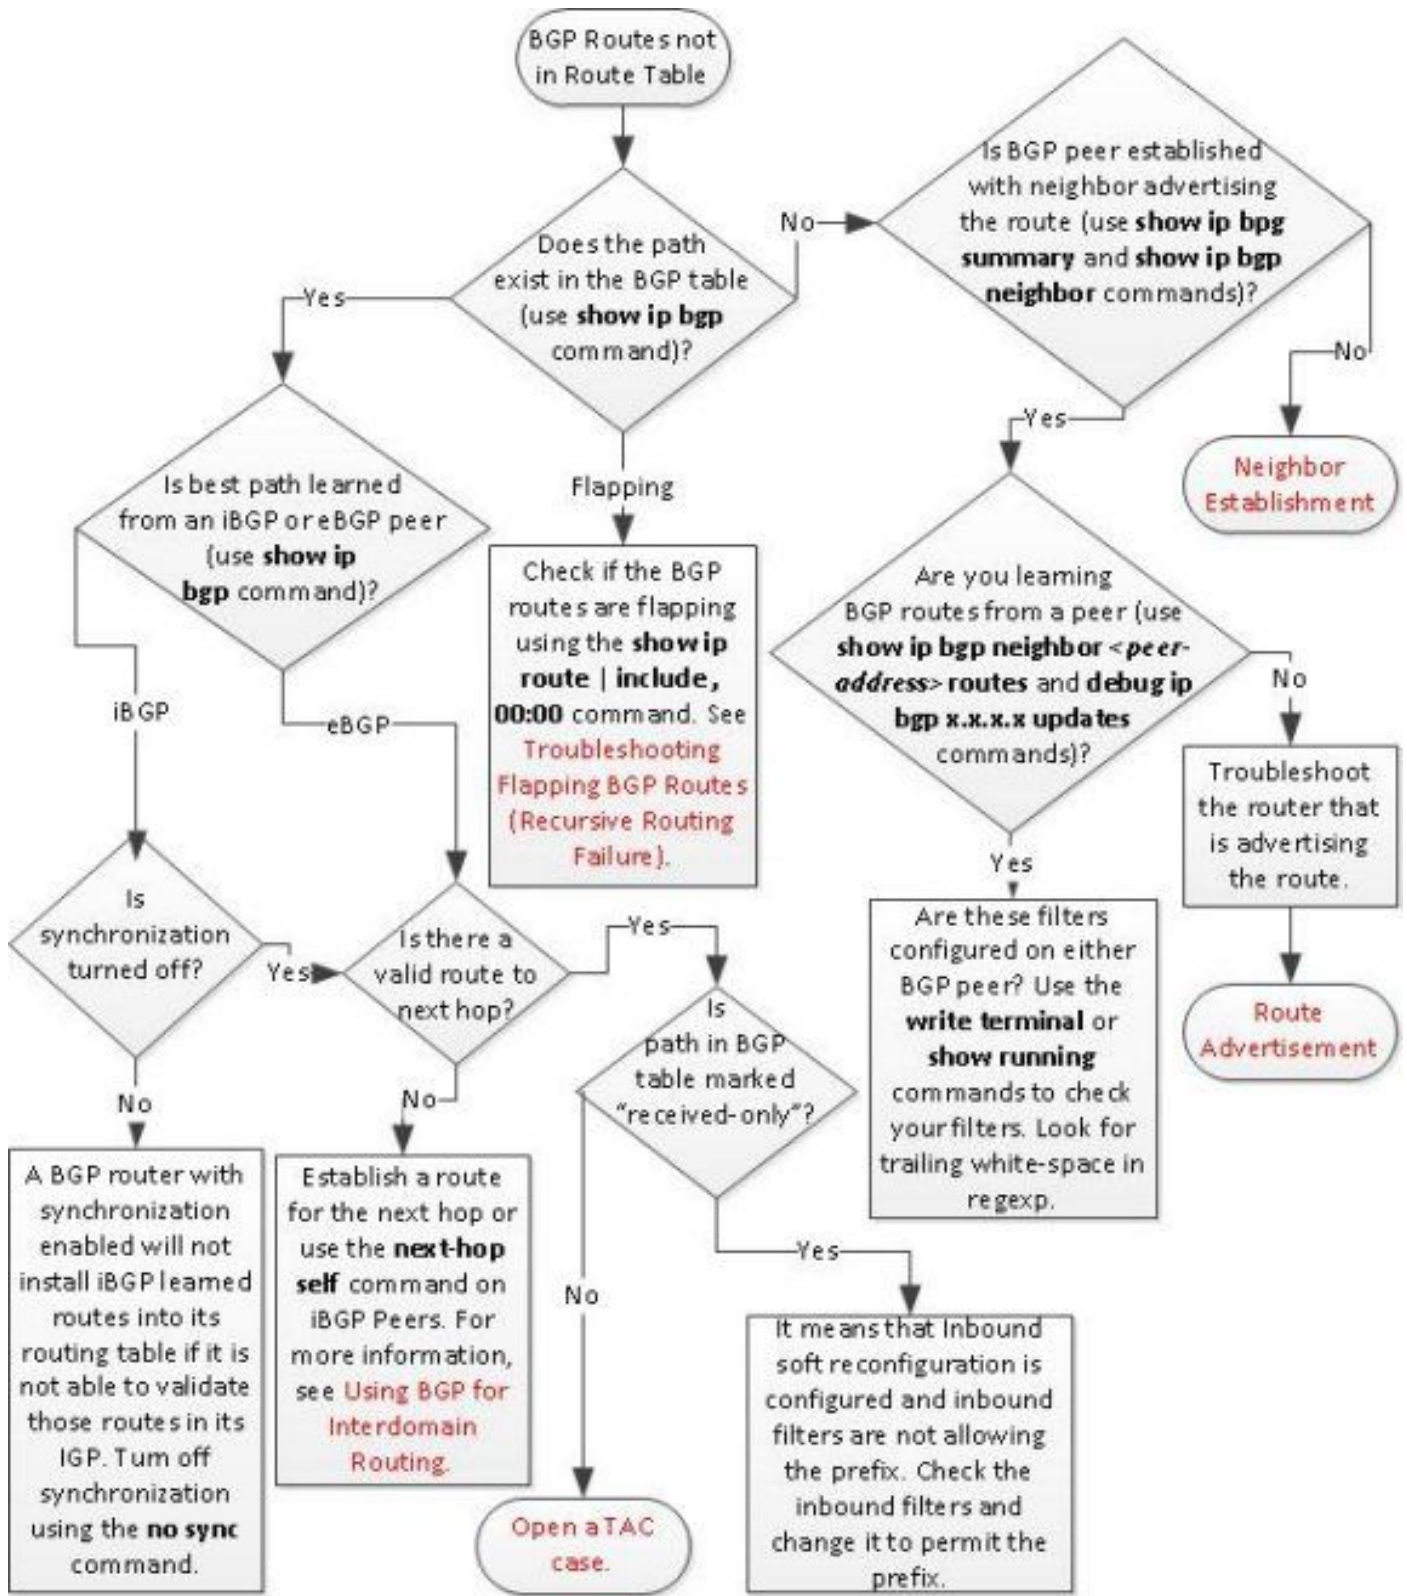 BGP Routes not
in Route Table
Does the path
exist in the BGP table
(use show ip bgp
command)?
No
Is BGP peer established
with neighbor advertising
the route (use show ip bpg
summary and show ip bgp
neighbor commands)?
Yes
No
Neighbor
Establishment
Yes
Flapping
Is best path learned
from an iBGP or eBGP peer
(use show ip
bgp command)?
Check if the BGP
routes are flapping
using the show ip
route | include,
00:00 command. See
Troubleshooting
Flapping BGP Routes
(Recursive Routing
Failure).
Are you learning
BGP routes from a peer (use
show ip bgp neighbor <peer-
address> routes and debug ip
bgp x.x.x.x updates
commands)?
No
Troubleshoot
the router that
is advertising
the route.
Route
Advertisement
iBGP
eBGP
Yes
Are these filters
configured on either
BGP peer? Use the
write terminal or
show running
commands to check
your filters. Look for
trailing white-space in
regexp.
Is
synchronization
turned off?
Yes
Is there a
valid route to
next hop?
Yes
Is
path in BGP
table marked
"received-only"?
No
A BGP router with
synchronization
enabled will not
install iBGP learned
routes into its
routing table if it is
not able to validate
those routes in its
IGP. Turn off
synchronization
using the no sync
command.
No
Establish a route
for the next hop or
use the next-hop
self command on
iBGP Peers. For
more information,
see Using BGP for
Interdomain
Routing.
No
Open a TAC
case.
Yes
It means that Inbound
soft reconfiguration is
configured and inbound
filters are not allowing
the prefix. Check the
inbound filters and
change it to permit the
prefix.